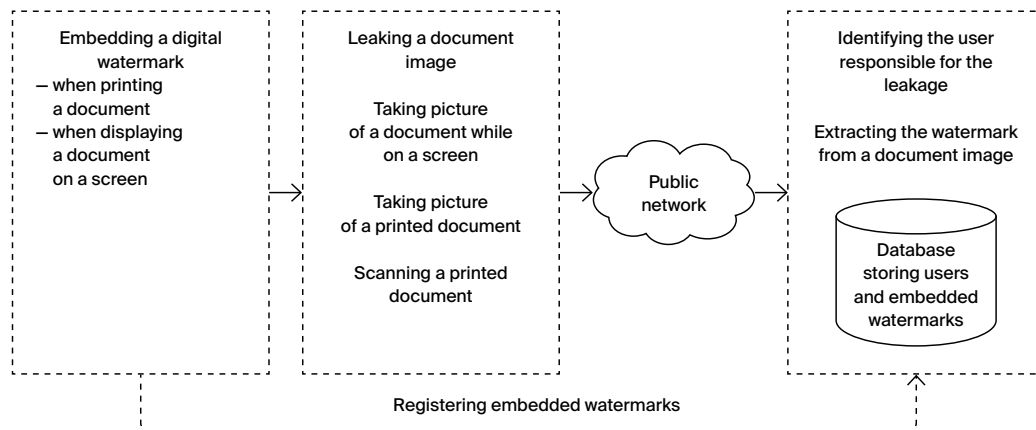 Embedding a digital
watermark
– when printing
a document
– when displaying
a document
on a screen
Leaking a document
image
Taking picture
of a document while
on a screen
Taking picture
of a printed document
Scanning a printed
document
Public
network
Identifying the user
responsible for the
leakage
Extracting the watermark
from a document image
Database
storing users
and embedded
watermarks
Registering embedded watermarks